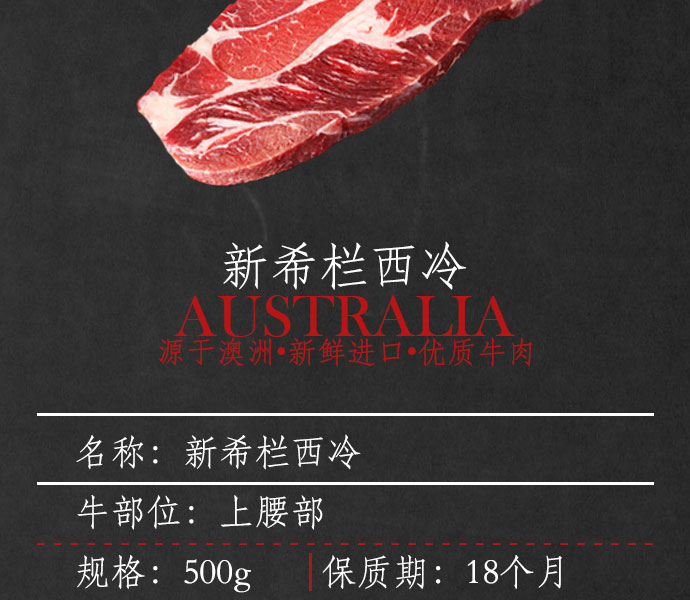 新希栏西冷
AUSTRALIA
源于澳洲•新鲜进口•优质牛肉
名称：新希栏西冷
牛部位：上腰部
规格：500g
保质期：18个月